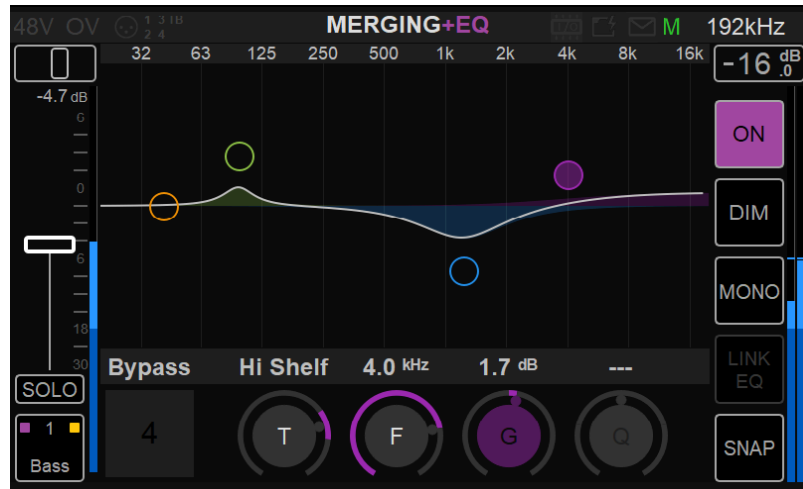 48V OV 1 3 1B MERGING+EQ M 192kHz
2 4
32 63 125 250 500 1k 2k 4k 8k 16k -16 dB
.0
-4.7 dB
G
ON
0
DIM
6
MONO
18
30 Bypass Hi Shelf 4.0 kHz 1.7 dB ---
LINK
EQ
SOLO
1 4 T F G Q
SNAP
Bass